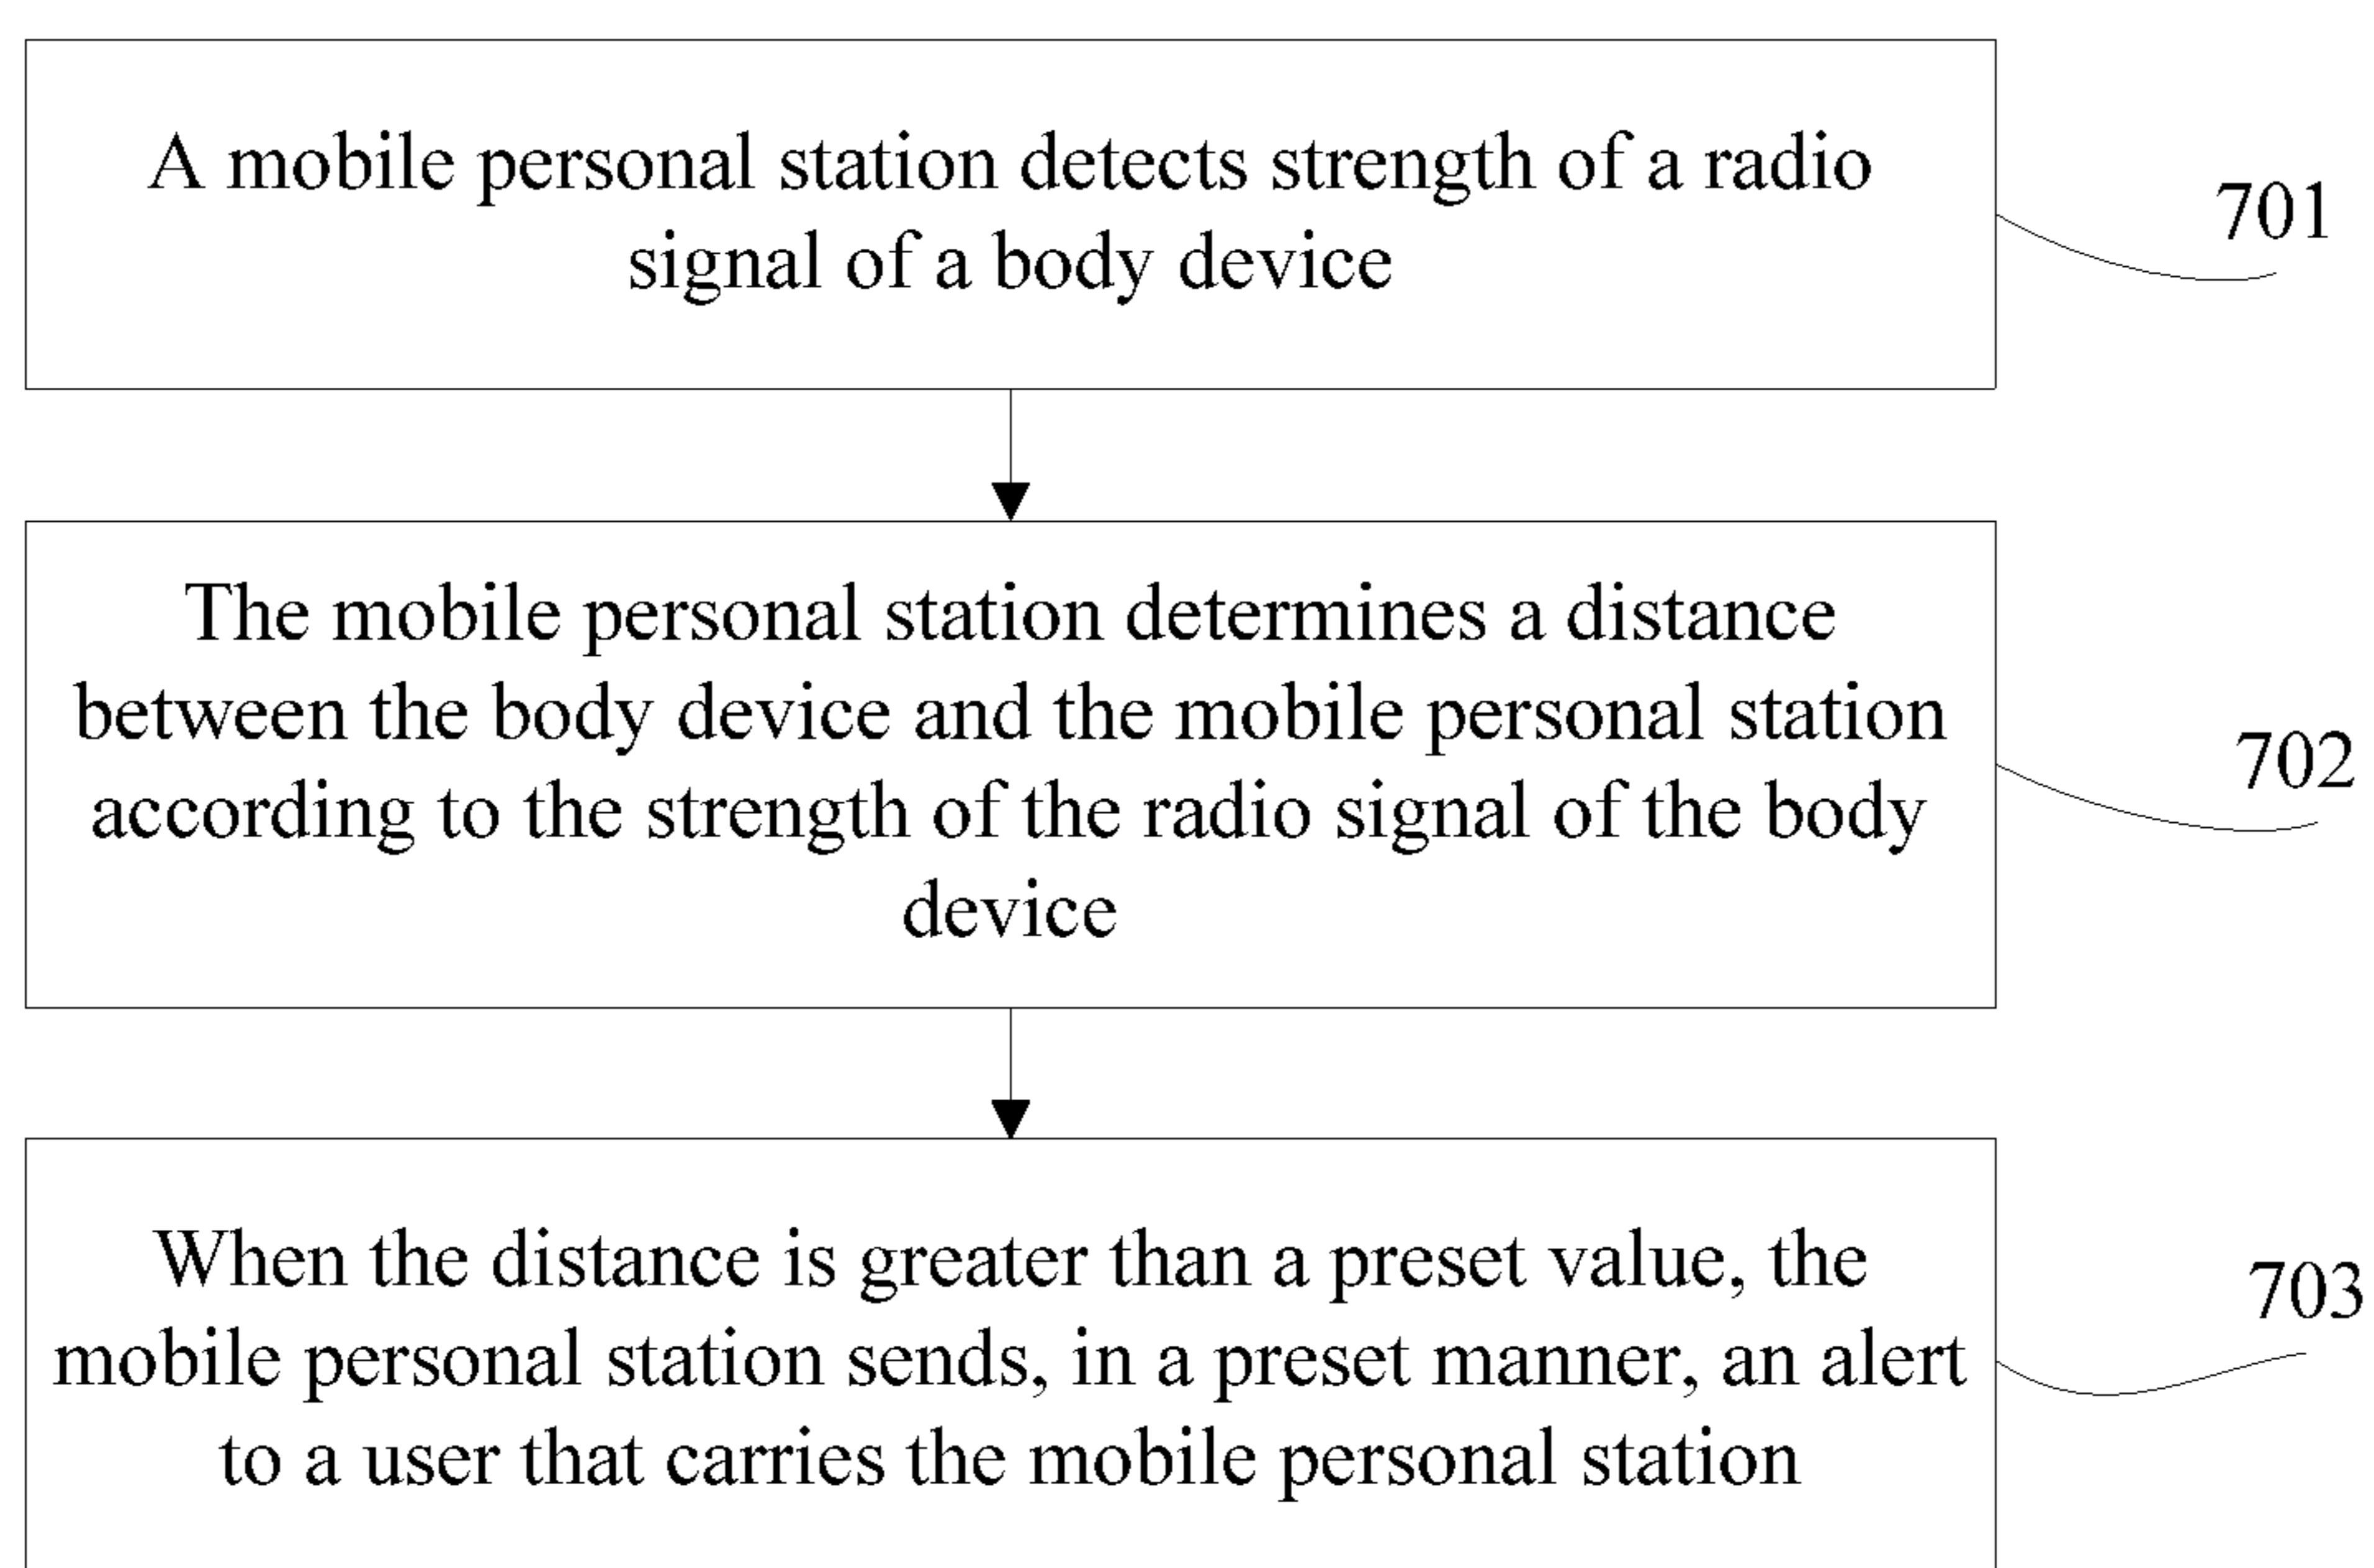 A mobile personal station detects strength of a radio
signal of a body device
701
The mobile personal station determines a distance
between the body device and the mobile personal station
according to the strength of the radio signal of the body
device
702
When the distance is greater than a preset value, the
mobile personal station sends, in a preset manner, an alert
to a user that carries the mobile personal station
703